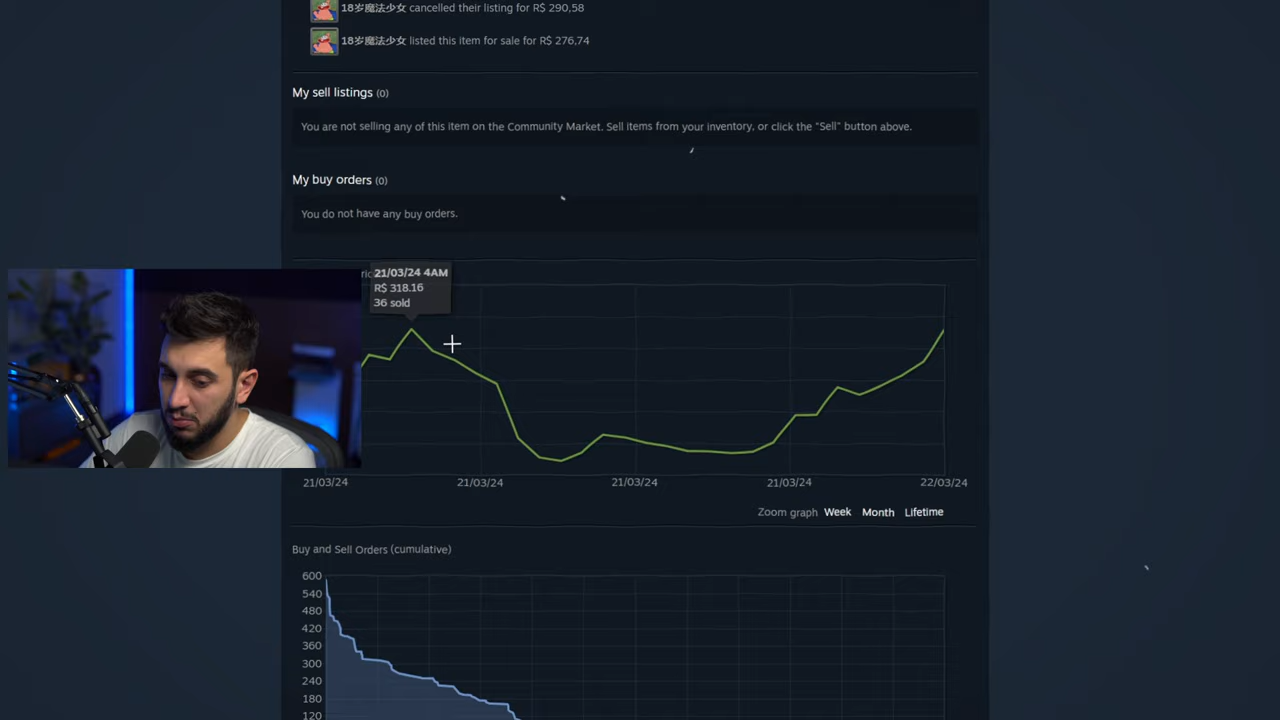 18岁魔法少女 cancelled their listing for R$ 290,58
18岁魔法少女 listed this item for sale for R$ 276,74
My sell listings (0)
You are not selling any of this item on the Community Market. Sell items from your inventory, or click the "Sell" button above.
My buy orders (0)
You do not have any buy orders.
21/03/24 4AM
R$ 318.16
36 sold
21/03/24 21/03/24 21/03/24 21/03/24 22/03/24
Zoom graph Week Month Lifetime
Buy and Sell Orders (cumulative)
600
540
480
420
360
300
240
180
120